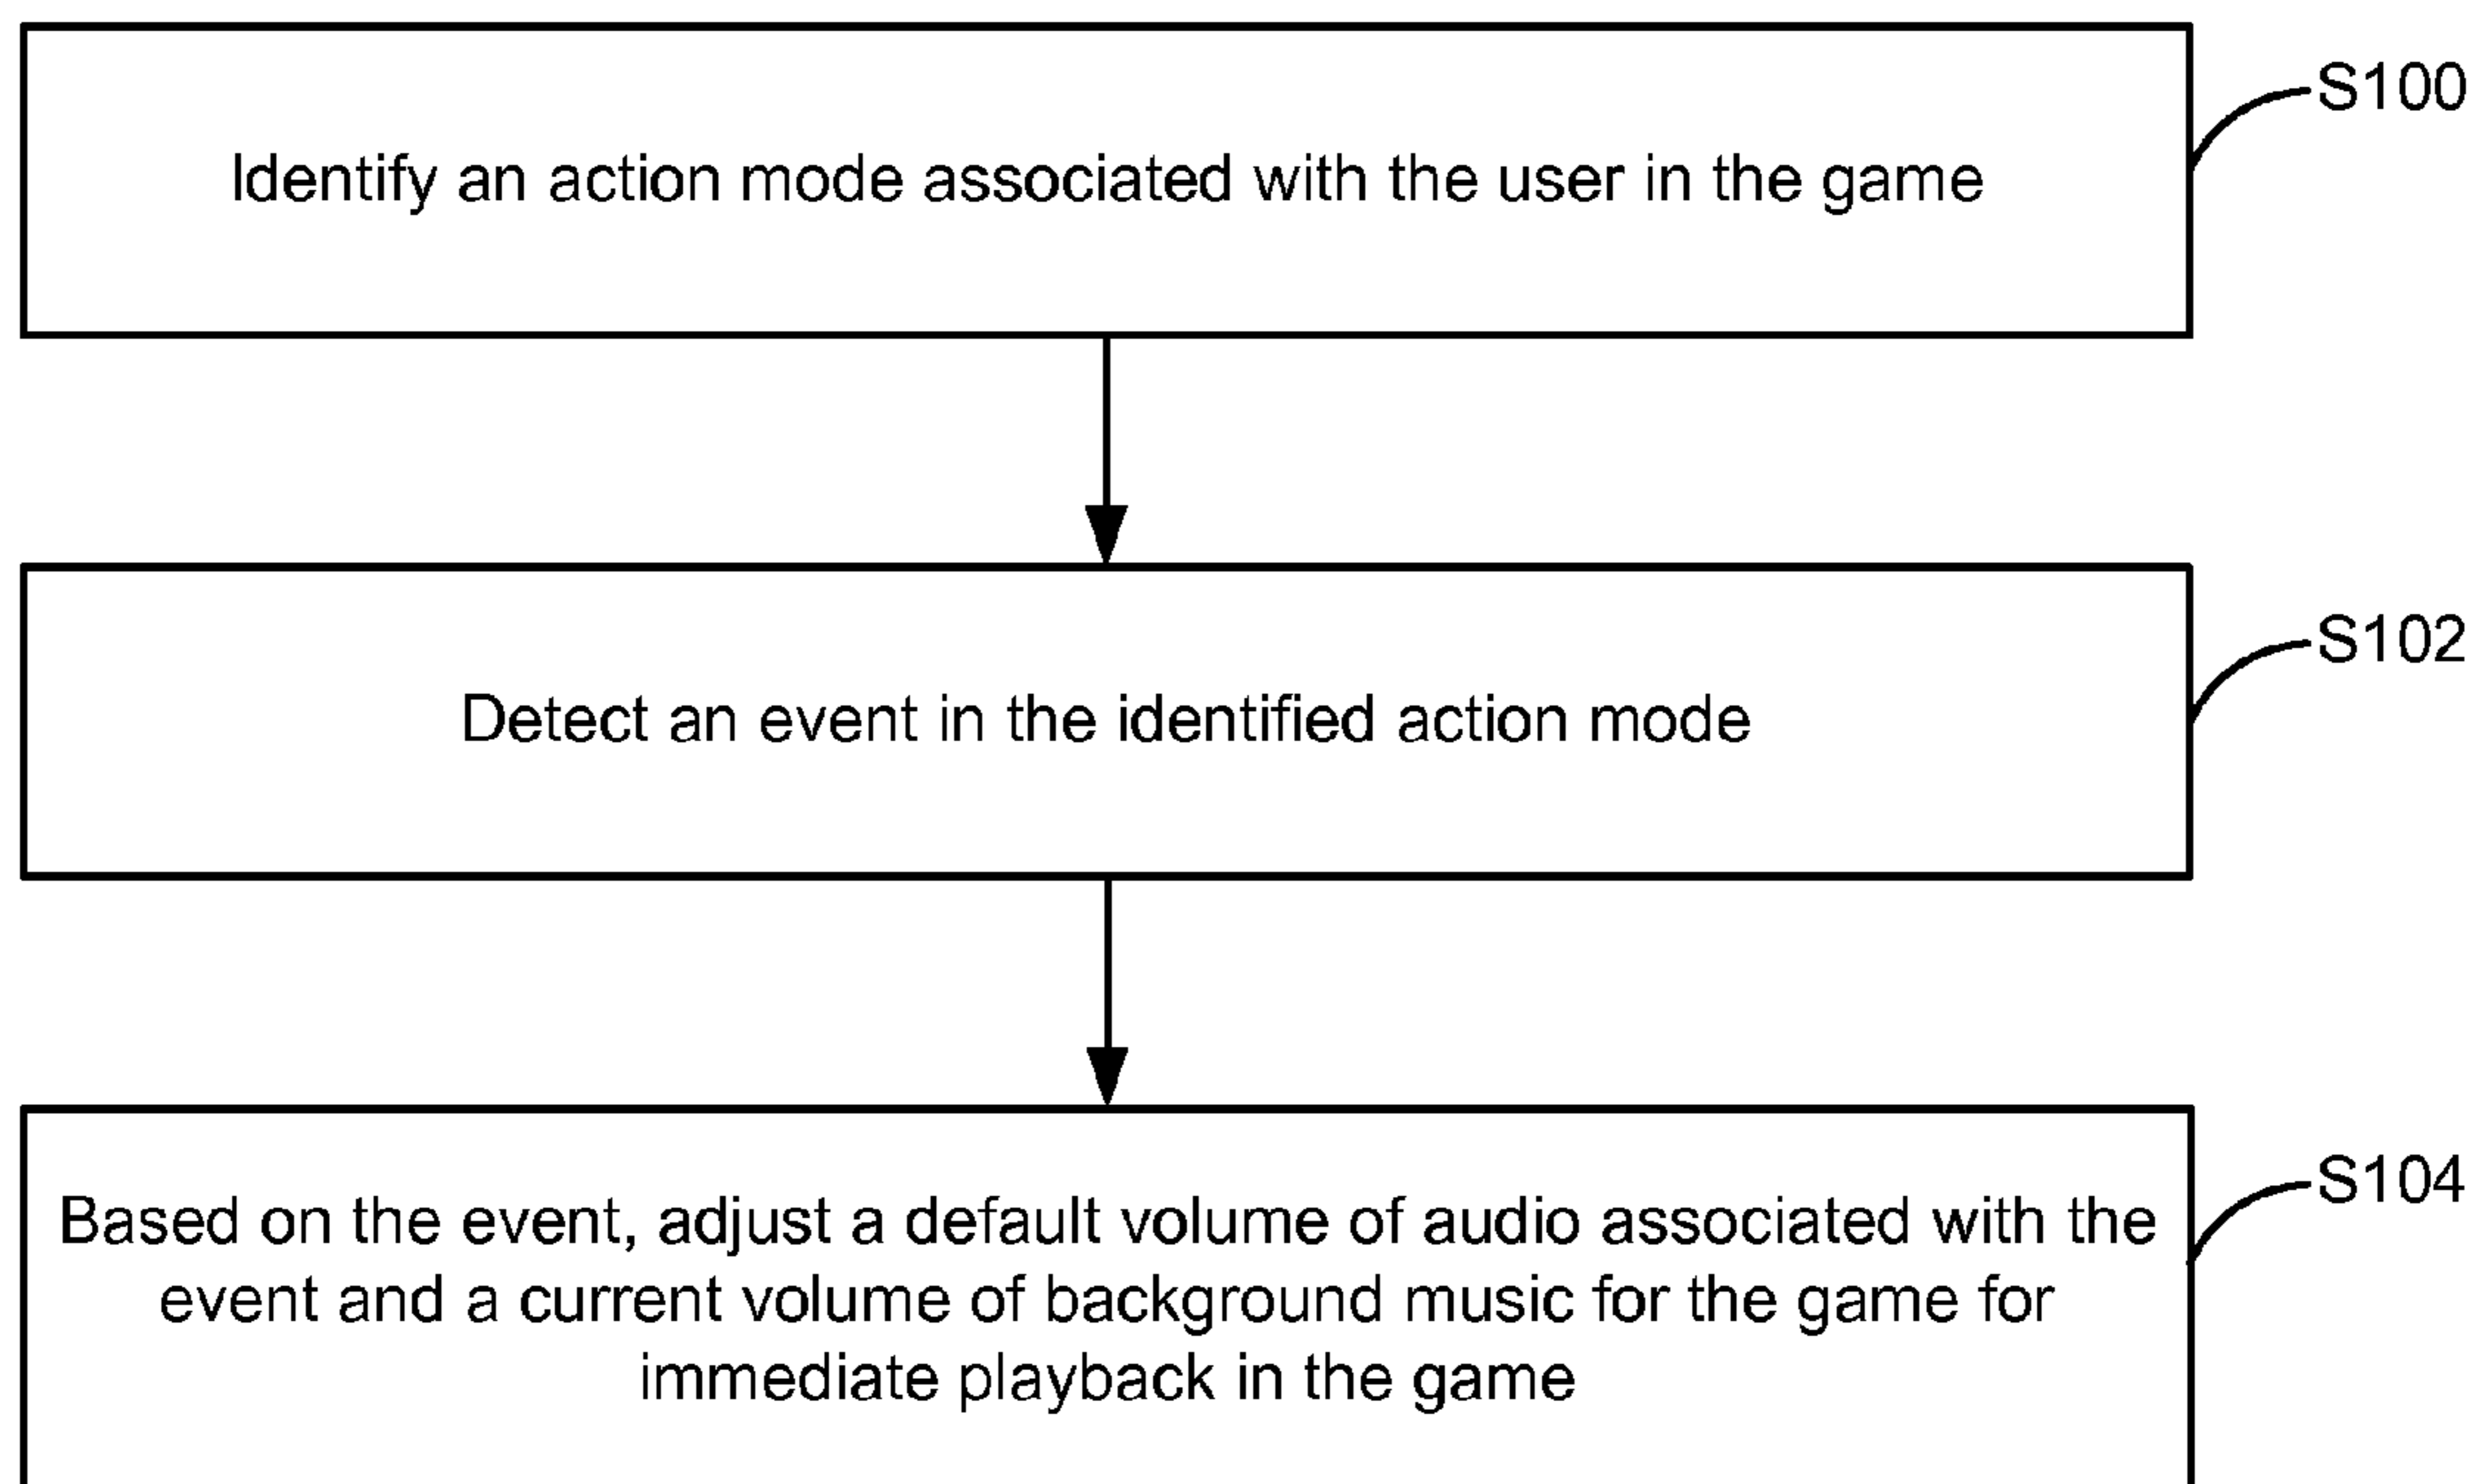 S100
Identify an action mode associated with the user in the game
S102
Detect an event in the identified action mode
S104
Based on the event, adjust a default volume of audio associated with the
event and a current volume of background music for the game for
immediate playback in the game